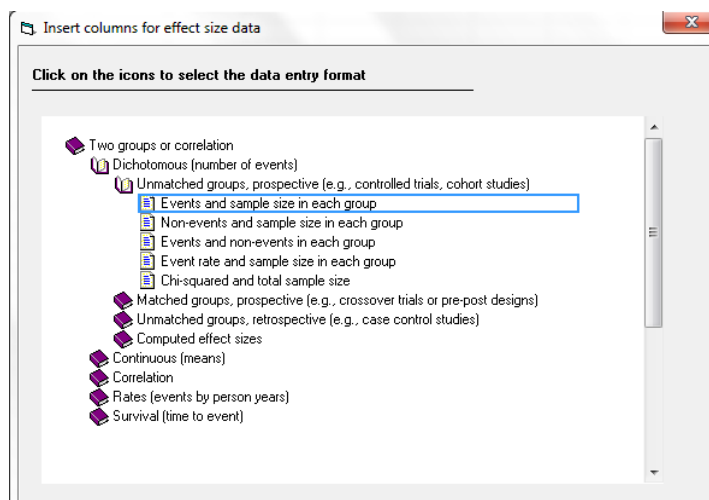 Insert columns for effect size data
Click on the icons to select the data entry format
Two groups or correlation
Dichotomous (number of events)
Unmatched groups, prospective (e.g., controlled trials, cohort studies)
Events and sample size in each group
Non-events and sample size in each group
Events and non-events in each group
Event rate and sample size in each group
Chi-squared and total sample size
Matched groups, prospective (e.g., crossover trials or pre-post designs)
Unmatched groups, retrospective (e.g., case control studies)
Computed effect sizes
Continuous (means)
Correlation
Rates (events by person years)
Survival (time to event)